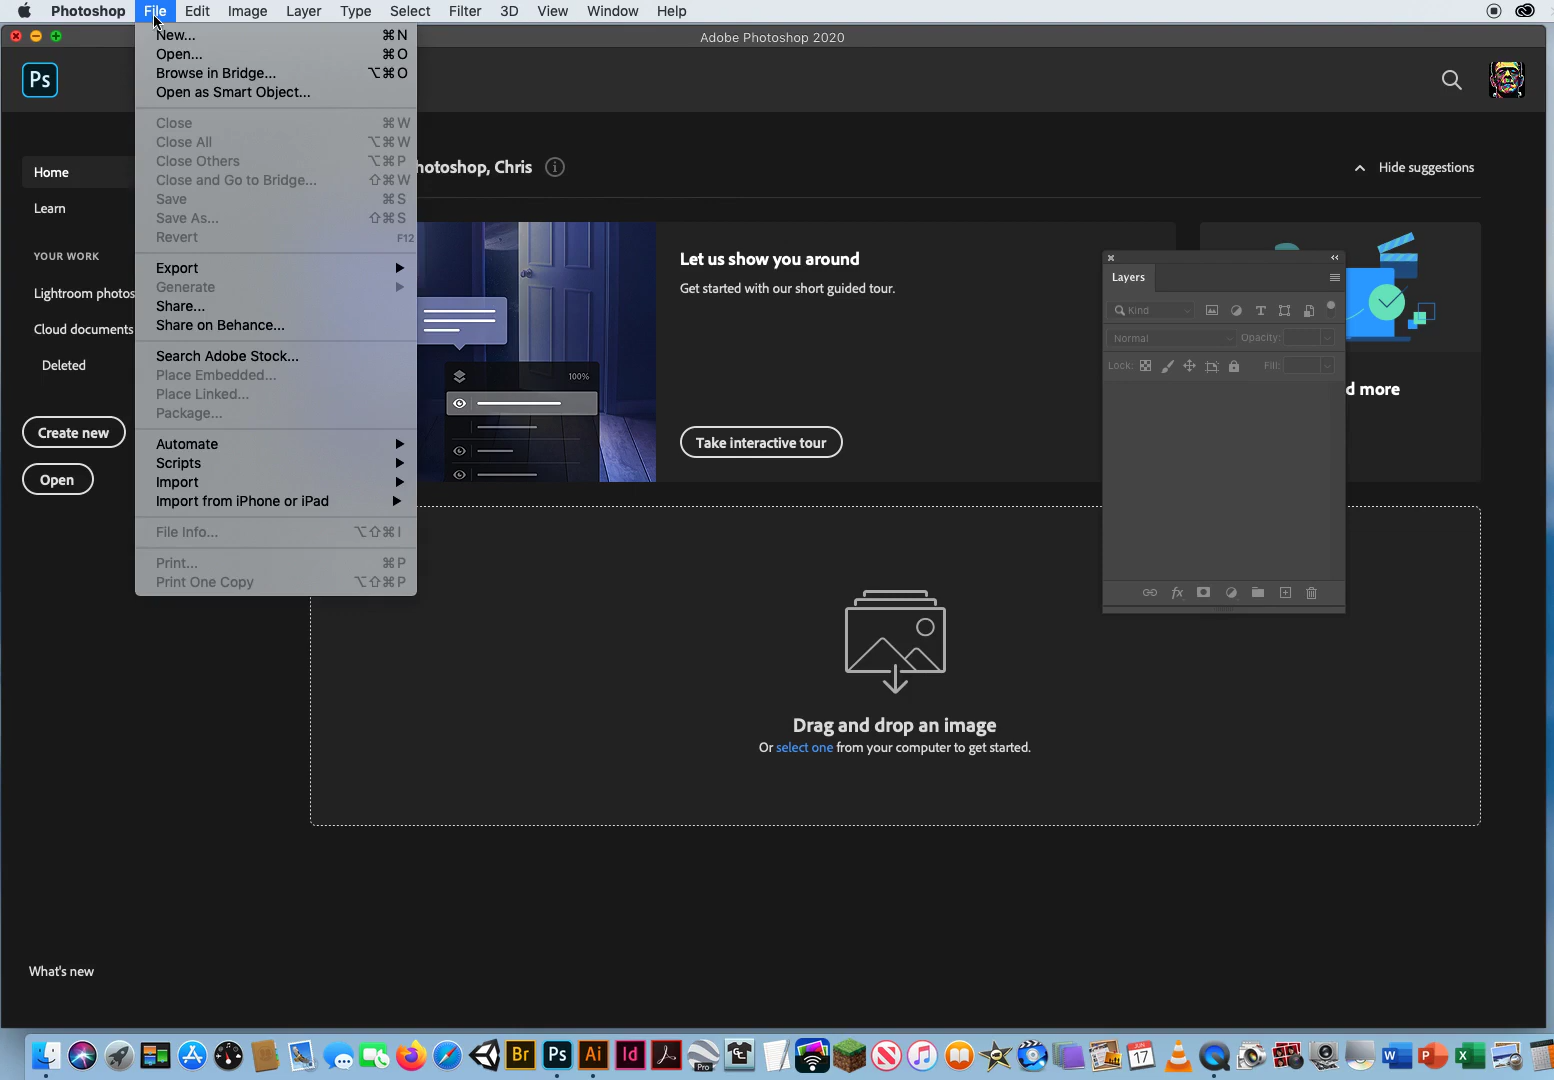 Photoshop File Edit Image Layer Type Select Filter 3D View Window Help
Adobe Photoshop 2020
Ps
New... ⌘N
Open... ⌘O
Browse in Bridge... ⌥⌘O
Open as Smart Object...
Close ⌘W
Close All ⌥⌘W
Close Others ⌥⌘P
Close and Go to Bridge... ⇧⌘W
Save ⌘S
Save As... ⇧⌘S
Revert F12
Export
Generate
Share...
Share on Behance...
Search Adobe Stock...
Place Embedded...
Place Linked...
Package...
Automate
Scripts
Import
Import from iPhone or iPad
File Info... ⌥⇧⌘I
Print... ⌘P
Print One Copy ⌥⇧⌘P
Home
Learn
YOUR WORK
Lightroom photos
Cloud documents
Deleted
Create new
Open
What's new
hotoshop, Chris
Hide suggestions
100%
Let us show you around
Get started with our short guided tour.
Take interactive tour
d more
Layers
Kind
Normal Opacity:
Lock: Fill:
fx
Drag and drop an image
Or select one from your computer to get started.
Br Ps Ai Id Pro JUN 17 W P X